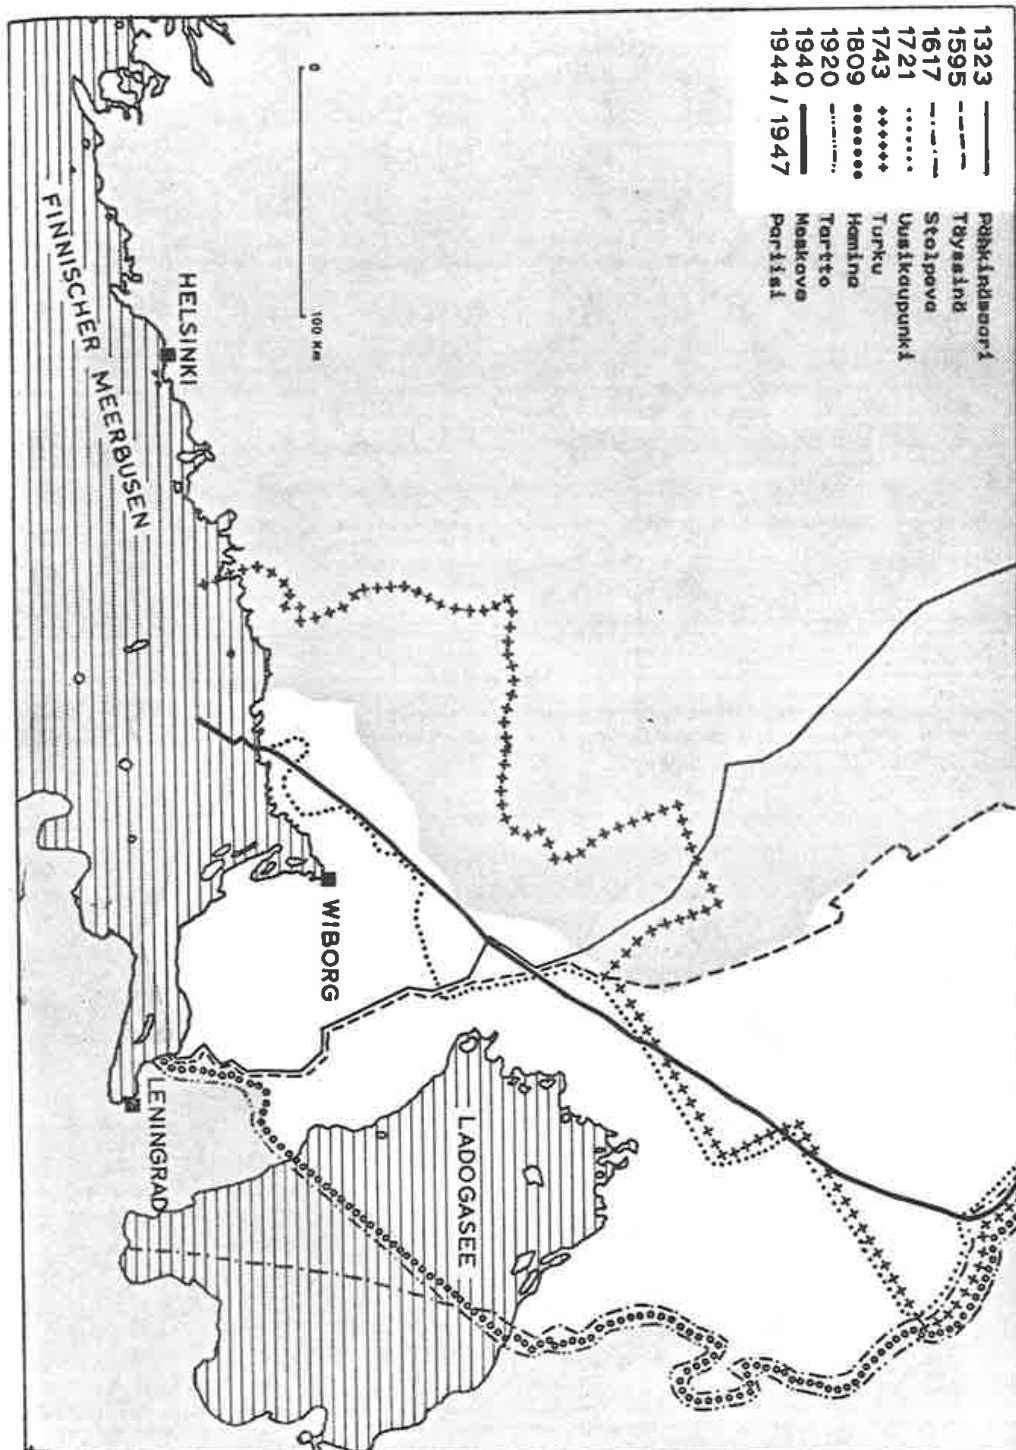 1323 Pähkinäsaari
1595 Täyssinä
1617 Stolpova
1721 Uusikaupunki
1743 Turku
1809 Hamina
1920 Tartto
1940 Moskova
1944 / 1947 Pariisi
0 100 Km
HELSINKI
FINNISCHER MEERBUSEN
WIBORG
LENINGRAD
LADOGASEE